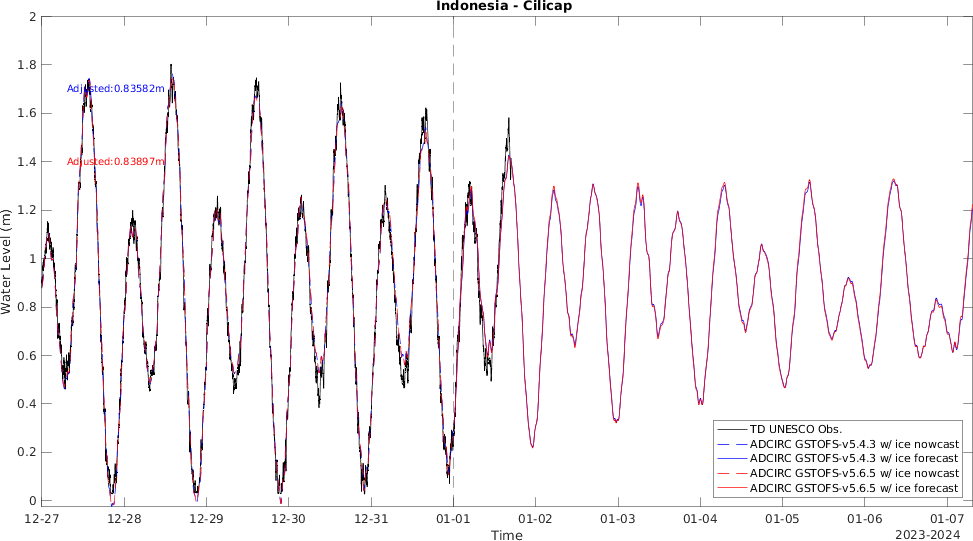 Indonesia - Cilicap
2
1.8
1.6
1.4
1.2
1
0.8
0.6
0.4
0.2
0
Water Level (m)
Adjusted:0.83582m
Adjusted:0.83897m
TD UNESCO Obs.
ADCIRC GSTOFS-v5.4.3 w/ ice nowcast
ADCIRC GSTOFS-v5.4.3 w/ ice forecast
ADCIRC GSTOFS-v5.6.5 w/ ice nowcast
ADCIRC GSTOFS-v5.6.5 w/ ice forecast
12-27 12-28 12-29 12-30 12-31 01-01 01-02 01-03 01-04 01-05 01-06 01-07
Time
2023-2024